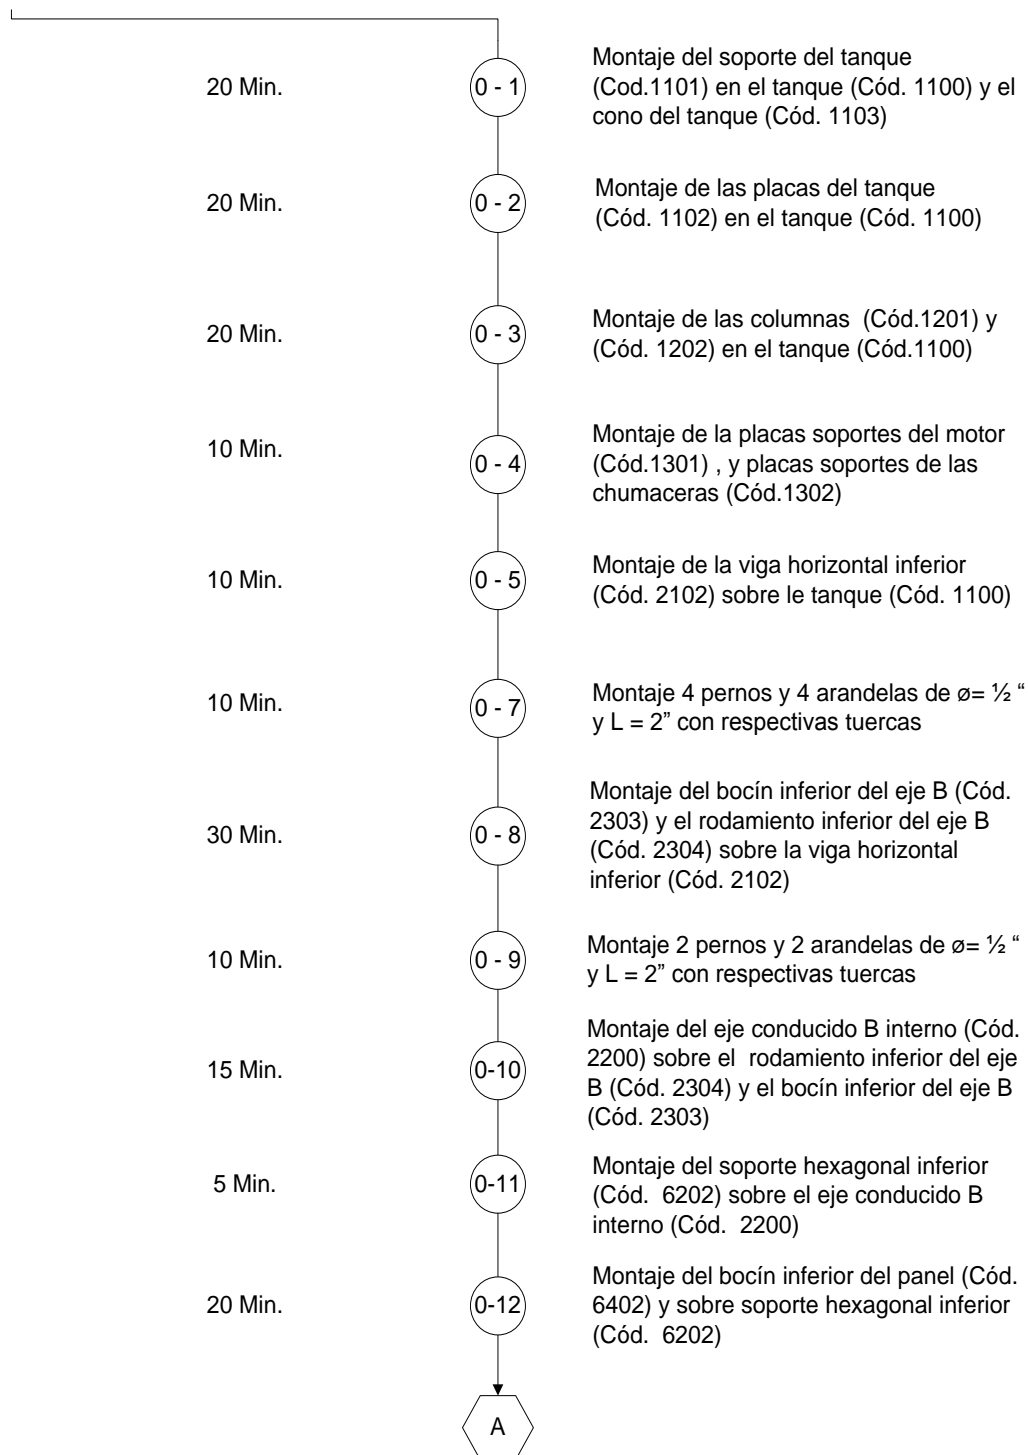 20 Min.
0 - 1
Montaje del soporte del tanque
(Cod.1101) en el tanque (Cód. 1100) y el
cono del tanque (Cód. 1103)
20 Min.
0 - 2
Montaje de las placas del tanque
(Cód. 1102) en el tanque (Cód. 1100)
20 Min.
0 - 3
Montaje de las columnas  (Cód.1201) y
(Cód. 1202) en el tanque (Cód.1100)
10 Min.
0 - 4
Montaje de la placas soportes del motor
(Cód.1301) , y placas soportes de las
chumaceras (Cód.1302)
10 Min.
0 - 5
Montaje de la viga horizontal inferior
(Cód. 2102) sobre le tanque (Cód. 1100)
10 Min.
0 - 7
Montaje 4 pernos y 4 arandelas de ø= ½ “
y L = 2” con respectivas tuercas
30 Min.
0 - 8
Montaje del bocín inferior del eje B (Cód.
2303) y el rodamiento inferior del eje B
(Cód. 2304) sobre la viga horizontal
inferior (Cód. 2102)
10 Min.
0 - 9
Montaje 2 pernos y 2 arandelas de ø= ½ “
y L = 2” con respectivas tuercas
15 Min.
0-10
Montaje del eje conducido B interno (Cód.
2200) sobre el  rodamiento inferior del eje
B (Cód. 2304) y el bocín inferior del eje B
(Cód. 2303)
5 Min.
0-11
Montaje del soporte hexagonal inferior
(Cód.  6202) sobre el eje conducido B
interno (Cód.  2200)
20 Min.
0-12
Montaje del bocín inferior del panel (Cód.
6402) y sobre soporte hexagonal inferior
(Cód.  6202)
A